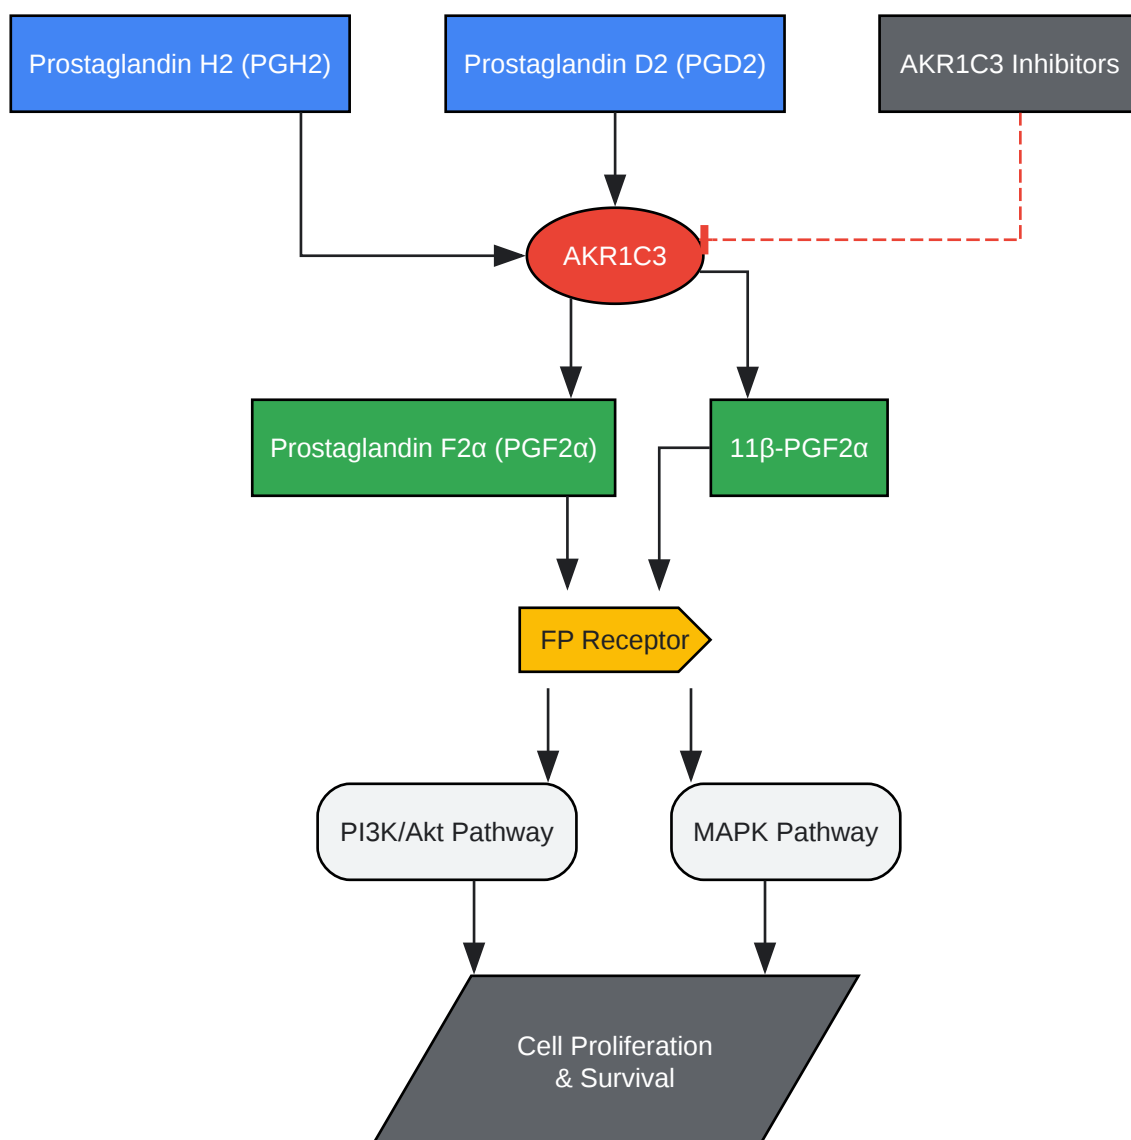 Prostaglandin H2 (PGH2)
Prostaglandin D2 (PGD2)
AKR1C3 Inhibitors
AKR1C3
Prostaglandin F2α (PGF2α)
11β-PGF2α
FP Receptor
PI3K/Akt Pathway
MAPK Pathway
Cell Proliferation
& Survival